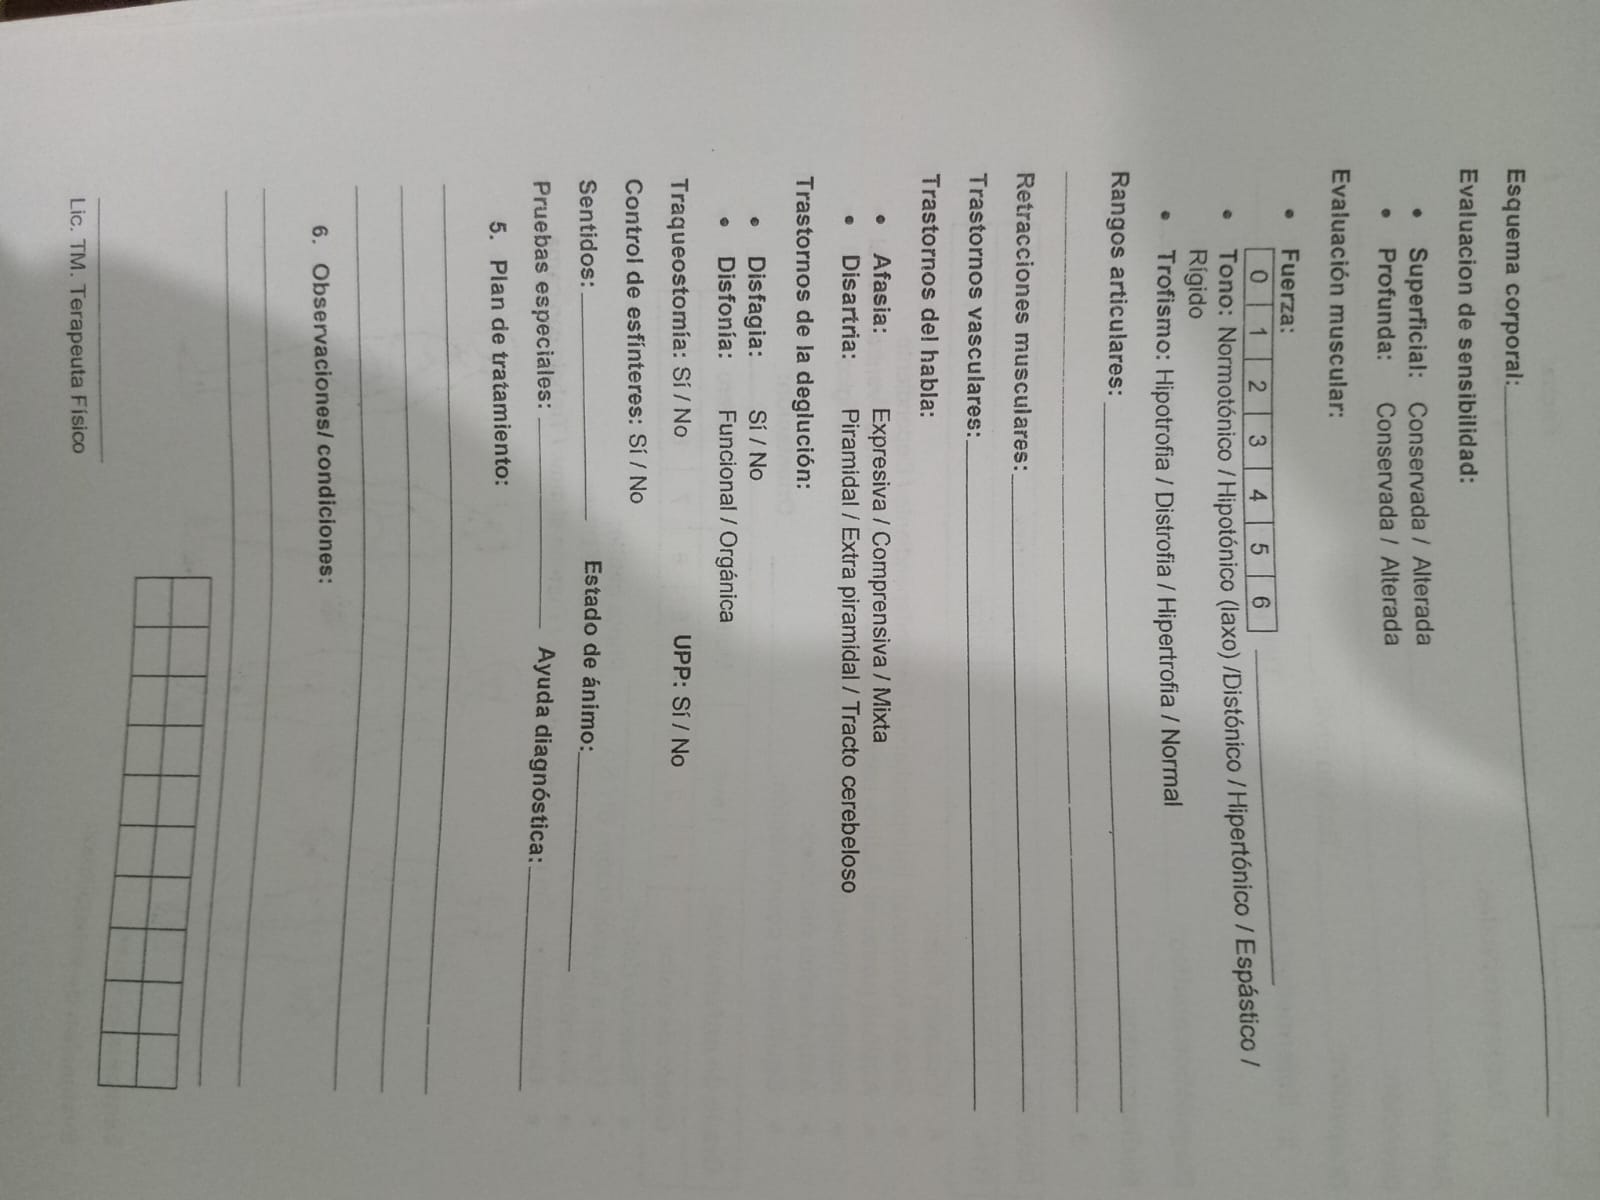 Esquema corporal:
Evaluacion de sensibilidad:
• Superficial: Conservada / Alterada
• Profunda: Conservada / Alterada
Evaluación muscular:
• Fuerza:
0 1 2 3 4 5 6
• Tono: Normotónico / Hipotónico (laxo) /Distónico / Hipertónico / Espástico /
Rígido
• Trofismo: Hipotrofia / Distrofia / Hipertrofia / Normal
Rangos articulares:
Retracciones musculares:
Trastornos vasculares:
Trastornos del habla:
• Afasia: Expresiva / Comprensiva / Mixta
• Disartria: Piramidal / Extra piramidal / Tracto cerebeloso
Trastornos de la deglución:
• Disfagia: Sí / No
• Disfonía: Funcional / Orgánica
Traqueostomía: Sí / No UPP: Sí / No
Control de esfínteres: Sí / No
Sentidos: Estado de ánimo:
Pruebas especiales: Ayuda diagnóstica:
5. Plan de tratamiento:
6. Observaciones/ condiciones:
Lic. TM. Terapeuta Físico